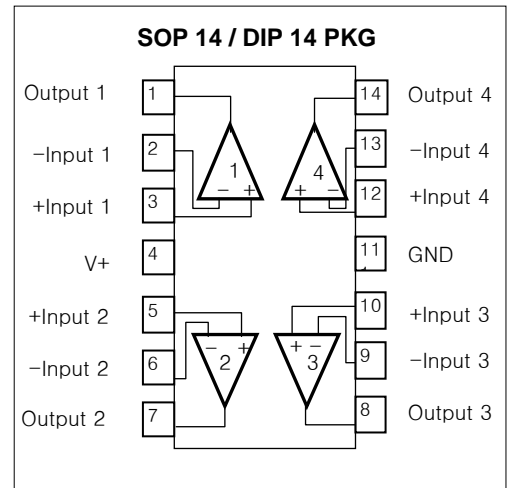 SOP 14 / DIP 14 PKG
Output 1 1 14 Output 4
−Input 1 2 13 −Input 4
+Input 1 3 12 +Input 4
1 4
− + + −
V+ 4 11 GND
+Input 2 5 10 +Input 3
− + + −
2 3
−Input 2 6 9 −Input 3
Output 2 7 8 Output 3